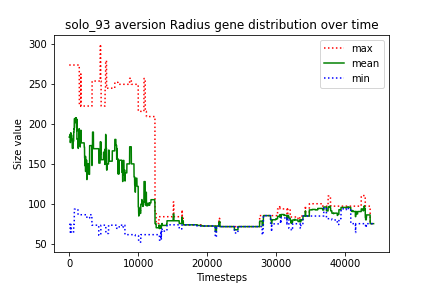 solo_93 aversion Radius gene distribution over time
max
mean
min
Size value
300
250
200
150
100
50
0
10000
20000
30000
40000
Timesteps